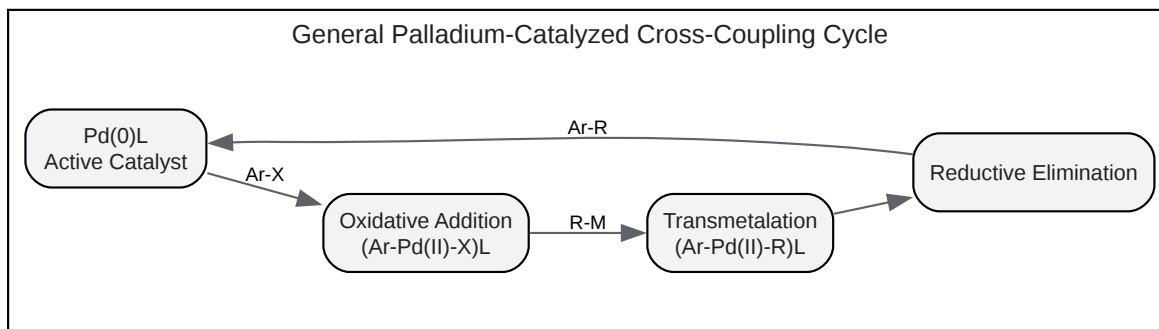 General Palladium-Catalyzed Cross-Coupling Cycle
Pd(0)L
Active Catalyst
Ar-X
Oxidative Addition
(Ar-Pd(II)-X)L
R-M
Transmetalation
(Ar-Pd(II)-R)L
Reductive Elimination
Ar-R